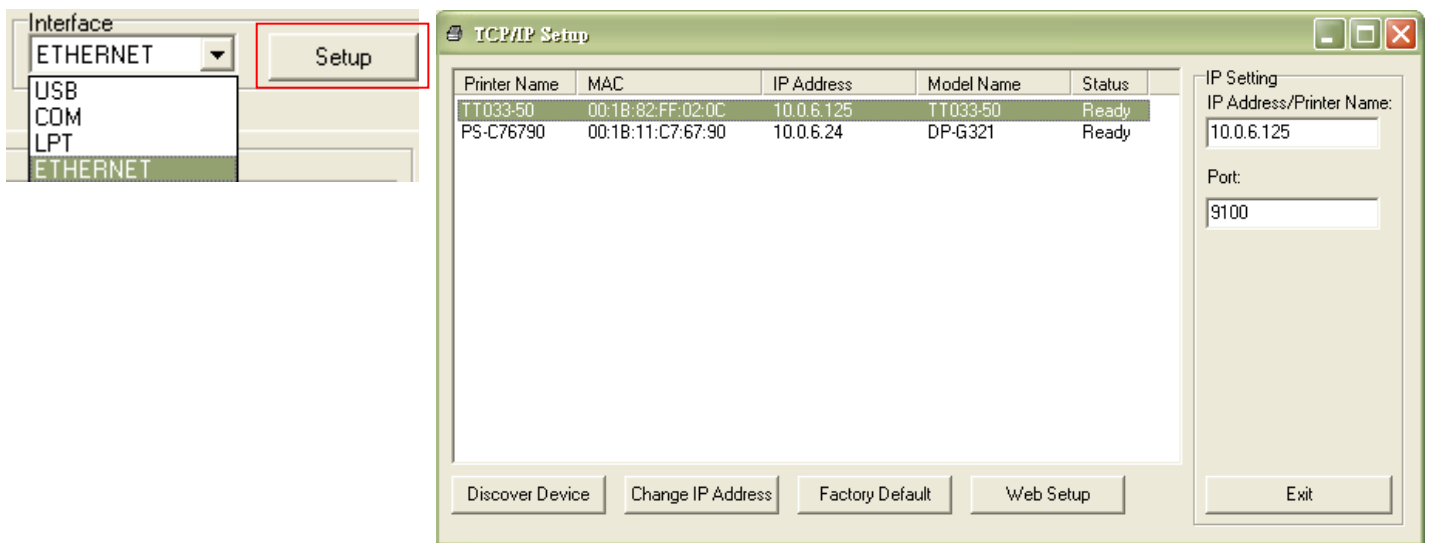 Interface
ETHERNET
Setup
USB
COM
LPT
ETHERNET
TCP/IP Setup
Printer Name MAC IP Address Model Name Status
TT033-50 00:1B:82:FF:02:0C 10.0.6.125 TT033-50 Ready
PS-C76790 00:1B:11:C7:67:90 10.0.6.24 DP-G321 Ready
IP Setting
IP Address/Printer Name:
10.0.6.125
Port:
9100
Discover Device Change IP Address Factory Default Web Setup Exit